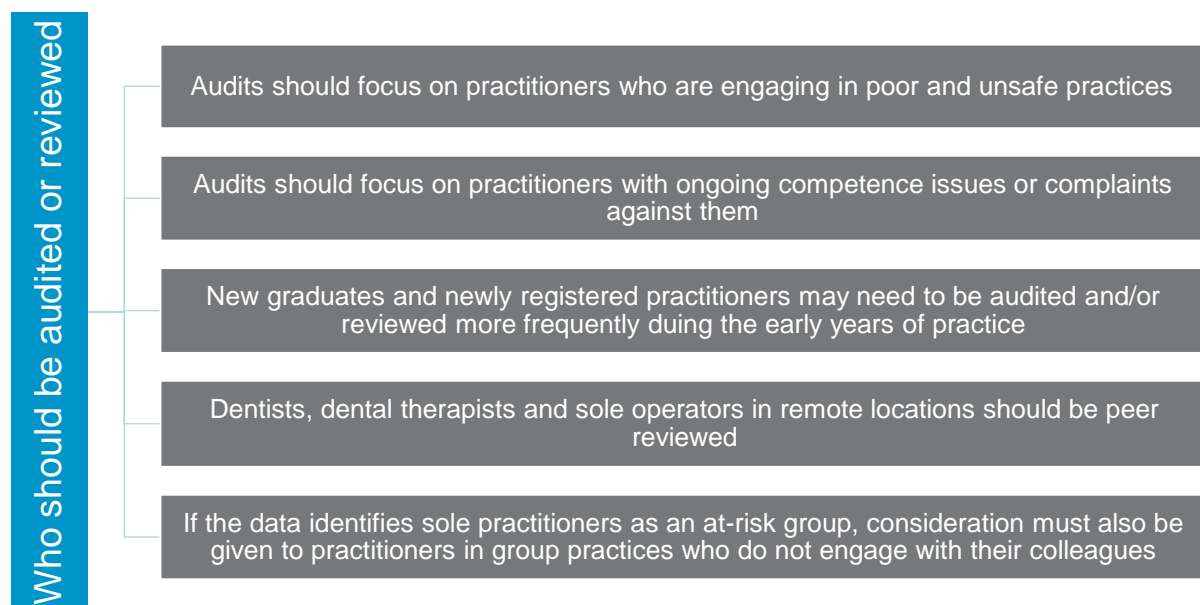 Who should be audited or reviewed
Audits should focus on practitioners who are engaging in poor and unsafe practices
Audits should focus on practitioners with ongoing competence issues or complaints
against them
New graduates and newly registered practitioners may need to be audited and/or
reviewed more frequently duing the early years of practice
Dentists, dental therapists and sole operators in remote locations should be peer
reviewed
If the data identifies sole practitioners as an at-risk group, consideration must also be
given to practitioners in group practices who do not engage with their colleagues